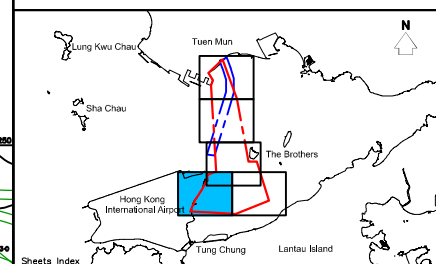 N
Tuen Mun
Lung Kwu Chau
Sha Chau
250
The Brothers
Hong Kong
International Airport
Tung Chung
Lantau Island
Sheets Index